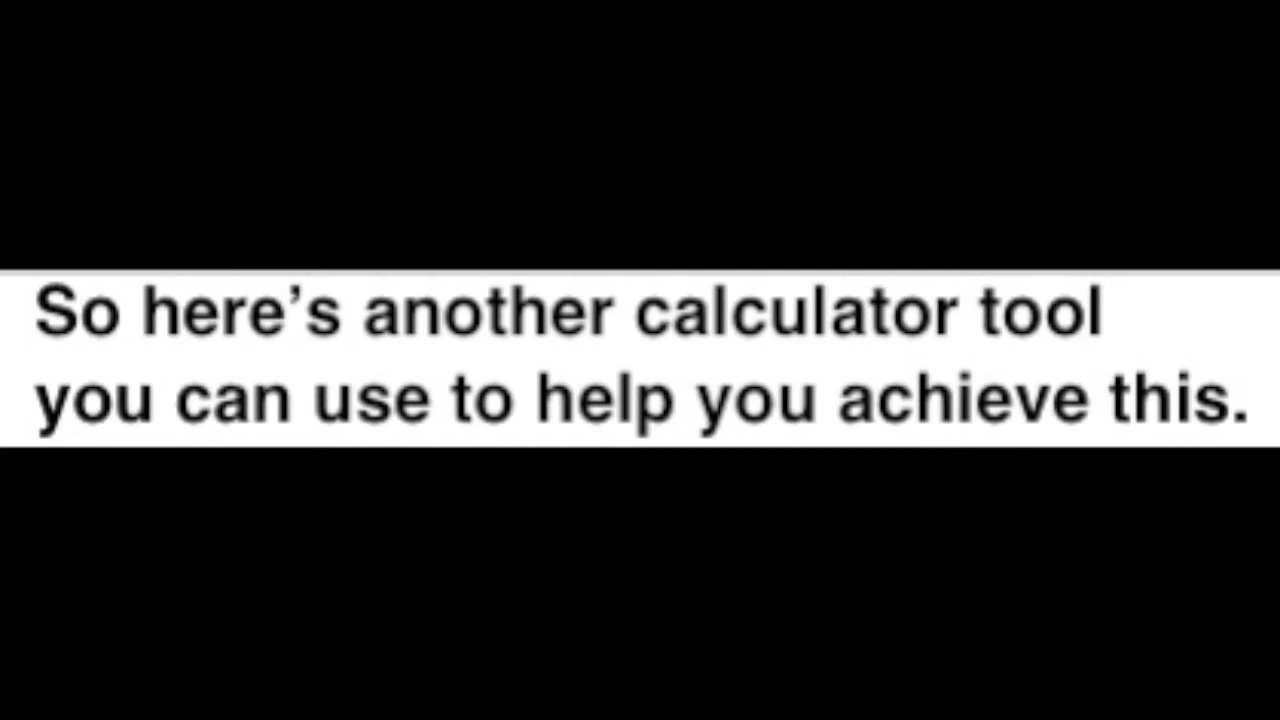 So here’s another calculator tool
you can use to help you achieve this.